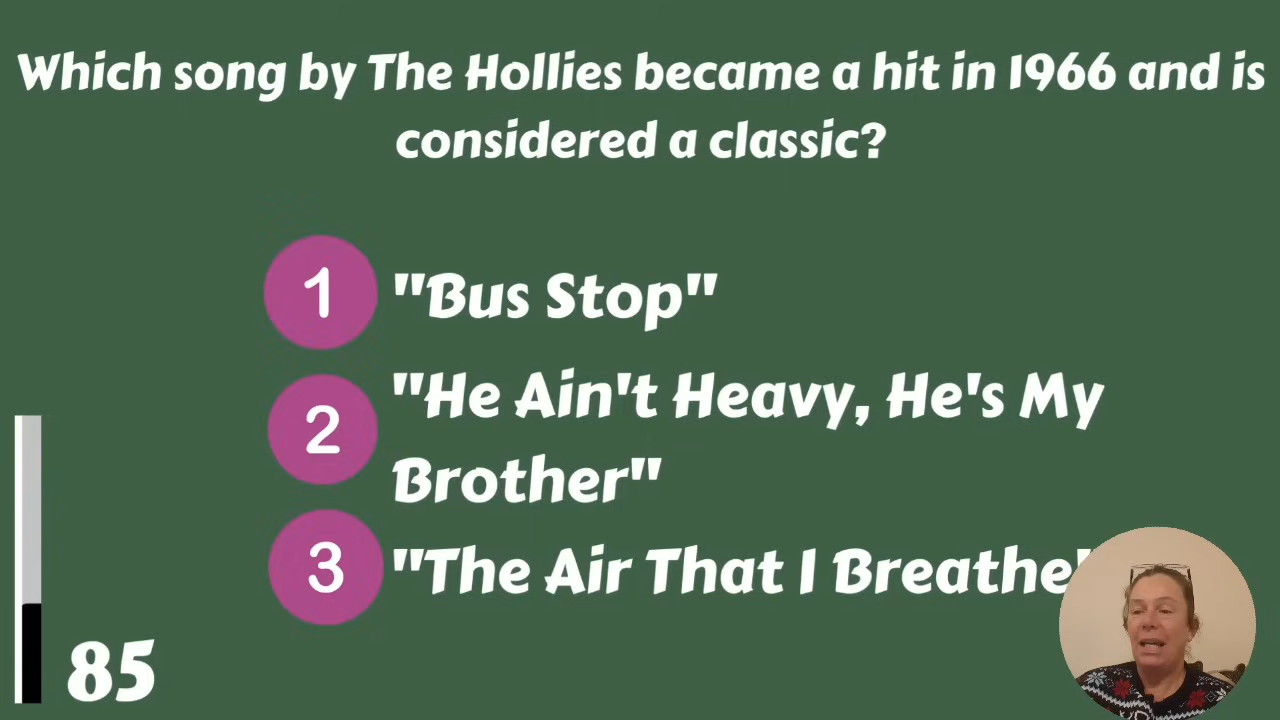 Which song by The Hollies became a hit in 1966 and is
considered a classic?
1 "Bus Stop"
2 "He Ain't Heavy, He's My
Brother"
3 "The Air That I Breathe"
85